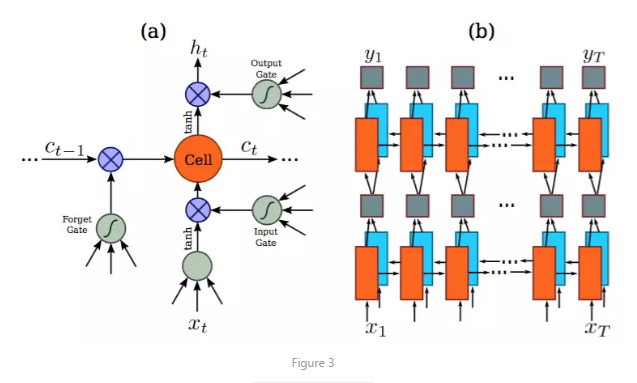 (a)
h_t
Output
Gate
tanh
... c_{t-1}
Cell
c_t ...
Forget
Gate
tanh
Input
Gate
x_t
(b)
y_1 y_T
...
...
...
...
...
x_1 x_T
Figure 3